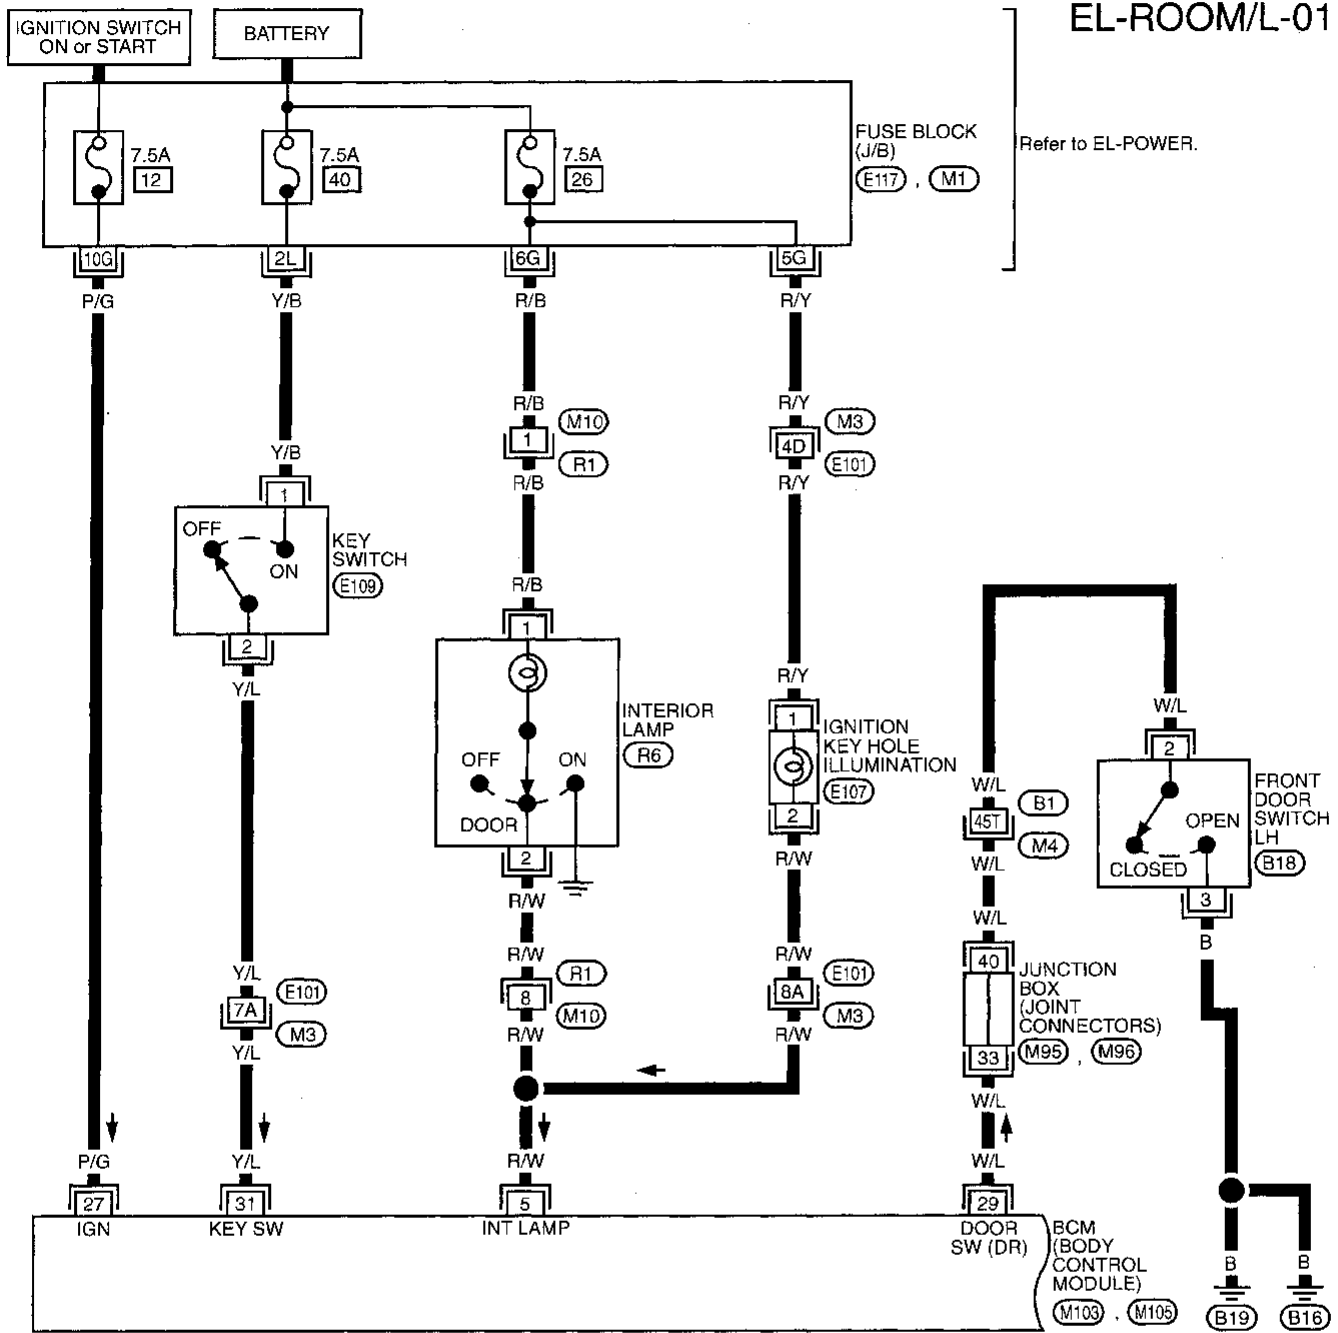 EL-ROOM/L-01
IGNITION SWITCH
ON or START
BATTERY
7.5A
12
7.5A
40
7.5A
26
FUSE BLOCK
(J/B)
E117 , M1
Refer to EL-POWER.
10G
2L
6G
5G
P/G
Y/B
R/B
R/Y
R/B
M10
1
R1
R/B
R/Y
M3
4D
E101
R/Y
Y/B
1
OFF
ON
KEY
SWITCH
E109
2
Y/L
R/B
1
INTERIOR
LAMP
R6
OFF
ON
DOOR
2
R/W
R/Y
1
IGNITION
KEY HOLE
ILLUMINATION
E107
2
R/W
W/L
2
FRONT
DOOR
SWITCH
LH
B18
OPEN
CLOSED
3
B
W/L
B1
45T
M4
W/L
W/L
40
JUNCTION
BOX
(JOINT
CONNECTORS)
M95 , M96
33
W/L
Y/L
E101
7A
M3
Y/L
R/W
R1
8
M10
R/W
R/W
E101
8A
M3
R/W
P/G
Y/L
R/W
W/L
27
31
5
29
IGN
KEY SW
INT LAMP
DOOR
SW (DR)
BCM
(BODY
CONTROL
MODULE)
M103 , M105
B
B
B19
B16